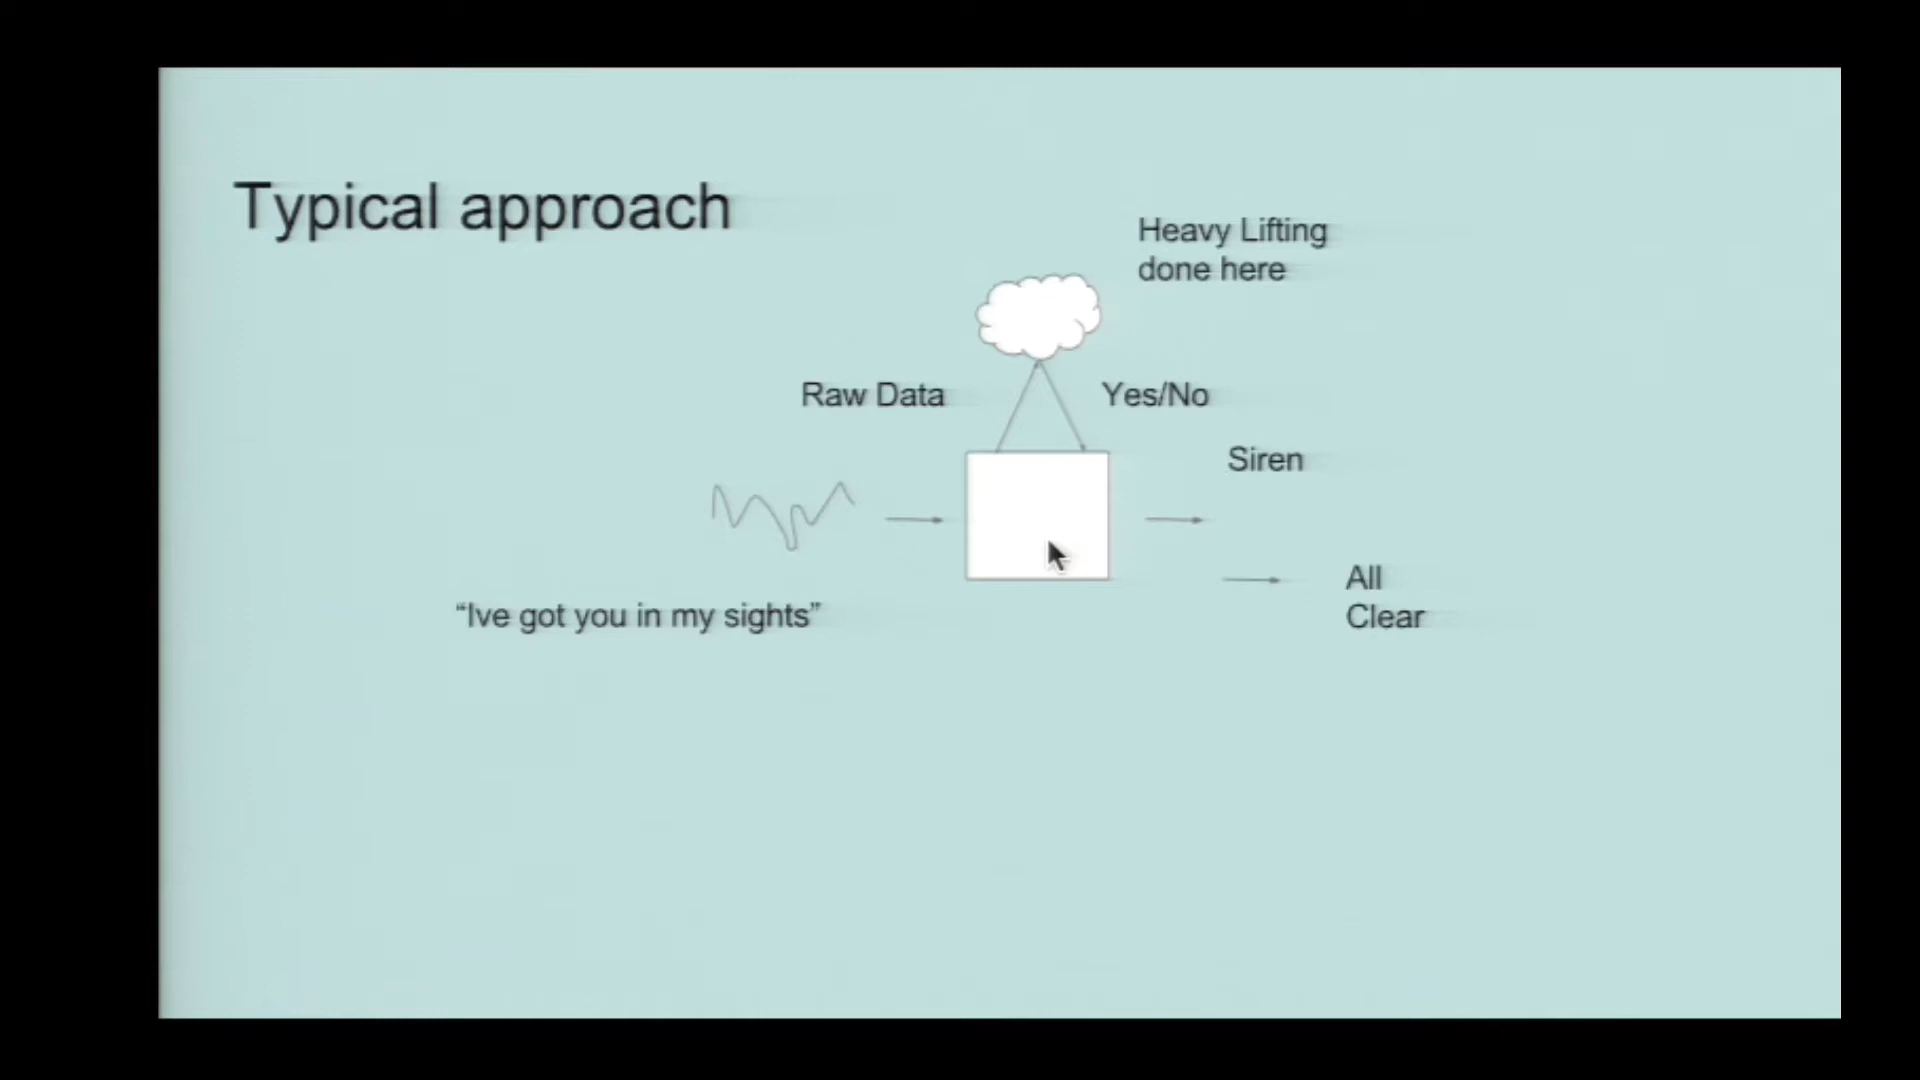 Typical approach
Heavy Lifting
done here
Raw Data
Yes/No
Siren
“Ive got you in my sights”
All
Clear